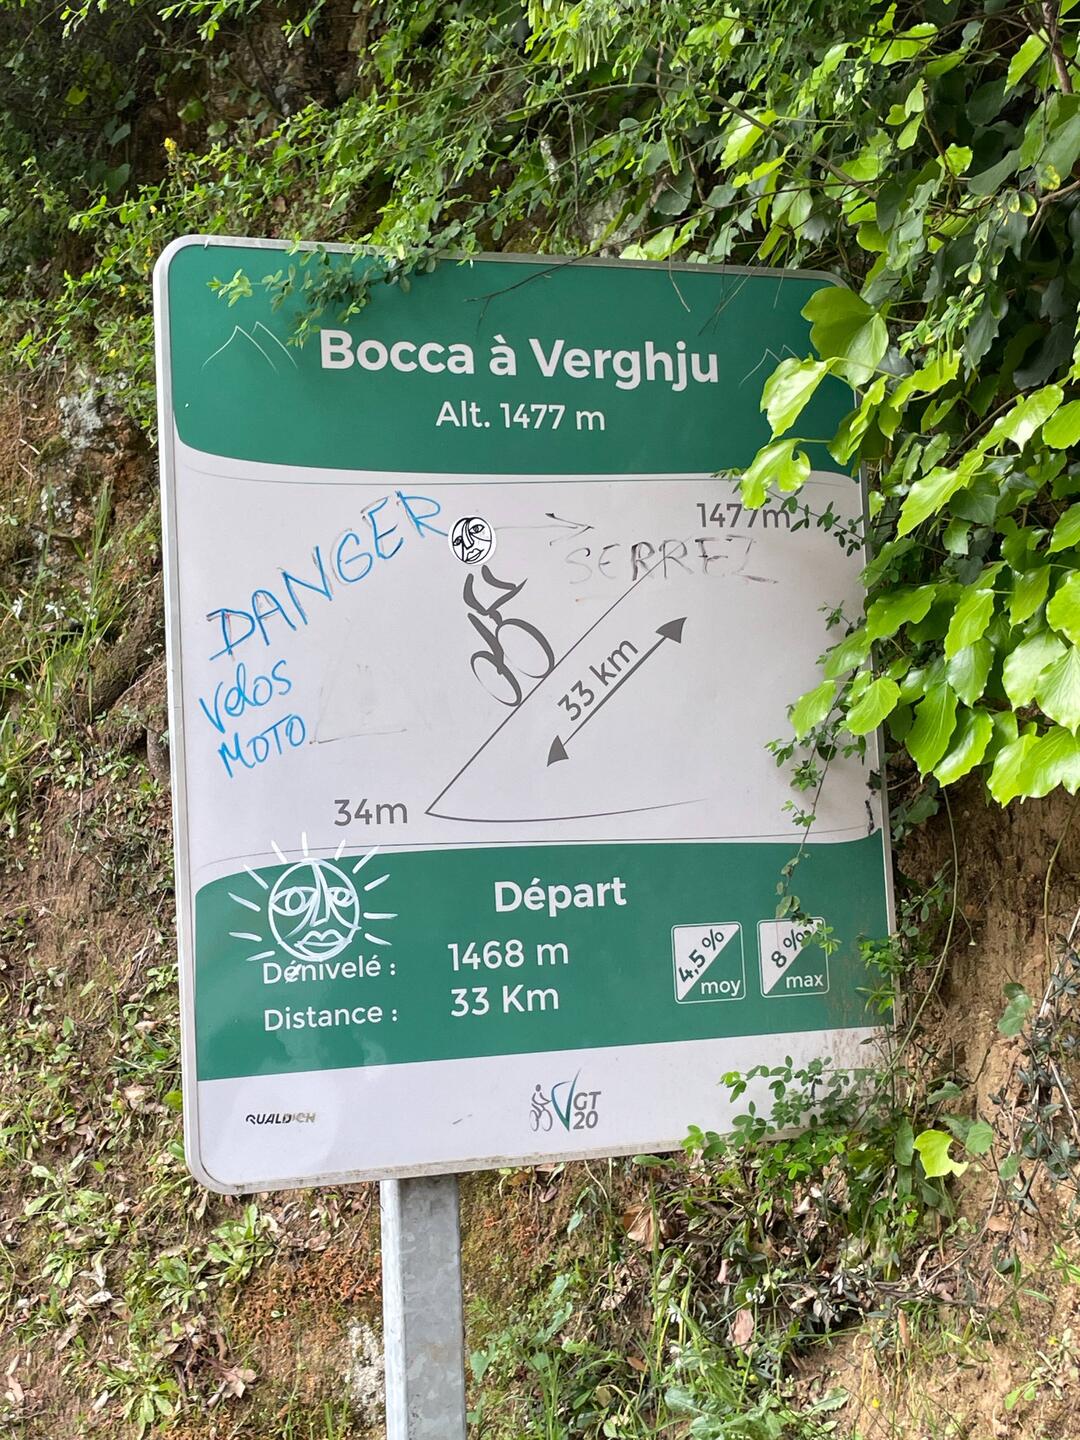 Bocca à Verghju
Alt. 1477 m
1477m
DANGER
SERREZ
Velos
MOTO
33 km
34m
Départ
Dénivelé : 1468 m
Distance : 33 Km
4,5% moy
8% max
GT
20